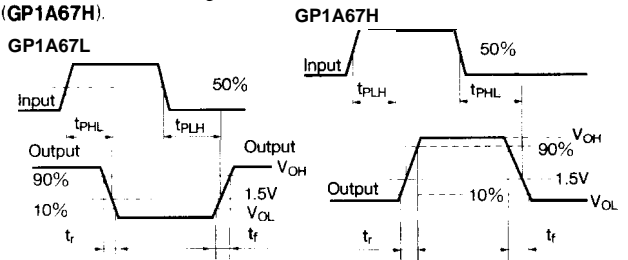 (GP1A67H).
GP1A67H
GP1A67L
50%
Input
tPHL
tPLH
Output
Output
VOH
90%
1.5V
10%
VOL
tr
tf
50%
Input
tPLH
tPHL
VOH
90%
1.5V
Output
10%
VOL
tr
tf